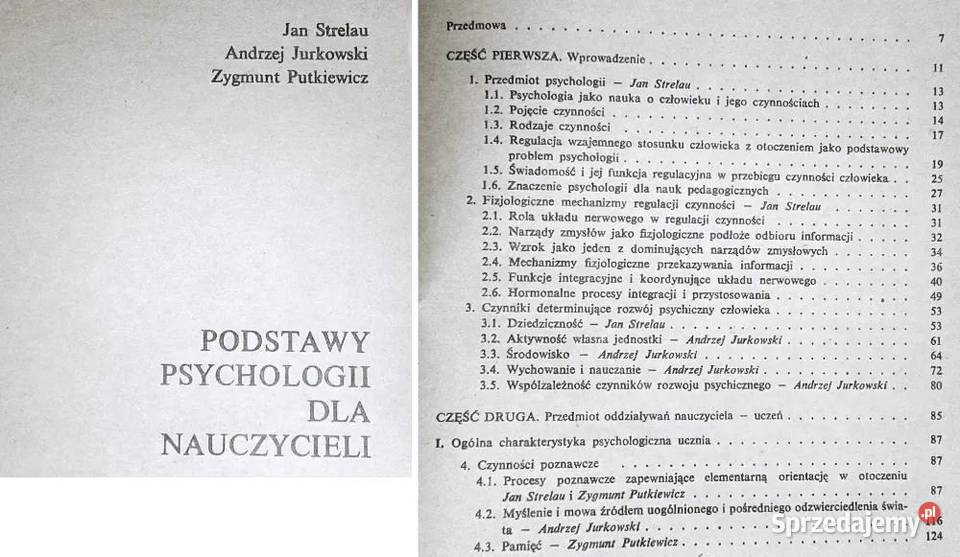 Jan Strelau
Andrzej Jurkowski
Zygmunt Putkiewicz
PODSTAWY
PSYCHOLOGII
DLA
NAUCZYCIELI
Przedmowa . . . . . . . . . . 7
CZĘŚĆ PIERWSZA. Wprowadzenie . . . . . . . . . . 11
1. Przedmiot psychologii – Jan Strelau . . . . . . . . . . 13
1.1. Psychologia jako nauka o człowieku i jego czynnościach . . . . . . . . . . 13
1.2. Pojęcie czynności . . . . . . . . . . 14
1.3. Rodzaje czynności . . . . . . . . . . 17
1.4. Regulacja wzajemnego stosunku człowieka z otoczeniem jako podstawowy
problem psychologii . . . . . . . . . . 19
1.5. Świadomość i jej funkcja regulacyjna w przebiegu czynności człowieka . . 25
1.6. Znaczenie psychologii dla nauk pedagogicznych . . . . . . . . . . 27
2. Fizjologiczne mechanizmy regulacji czynności – Jan Strelau . . . . . . . . . . 31
2.1. Rola układu nerwowego w regulacji czynności . . . . . . . . . . 31
2.2. Narządy zmysłów jako fizjologiczne podłoże odbioru informacji . . . . . 32
2.3. Wzrok jako jeden z dominujących narządów zmysłowych . . . . . . 34
2.4. Mechanizmy fizjologiczne przekazywania informacji . . . . . . . . 36
2.5. Funkcje integracyjne i koordynujące układu nerwowego . . . . . . . 40
2.6. Hormonalne procesy integracji i przystosowania . . . . . . . . . . 49
3. Czynniki determinujące rozwój psychiczny człowieka . . . . . . . . . . 53
3.1. Dziedziczność – Jan Strelau . . . . . . . . . . 53
3.2. Aktywność własna jednostki – Andrzej Jurkowski . . . . . . . . . . 61
3.3. Środowisko – Andrzej Jurkowski . . . . . . . . . . 64
3.4. Wychowanie i nauczanie – Andrzej Jurkowski . . . . . . . . . . 72
3.5. Współzależność czynników rozwoju psychicznego – Andrzej Jurkowski . . 80
CZĘŚĆ DRUGA. Przedmiot oddziaływań nauczyciela – uczeń . . . . . . . . . . 85
I. Ogólna charakterystyka psychologiczna ucznia . . . . . . . . . . 87
4. Czynności poznawcze . . . . . . . . . . 87
4.1. Procesy poznawcze zapewniające elementarną orientację w otoczeniu
Jan Strelau i Zygmunt Putkiewicz . . . . . . . . . . 87
4.2. Myślenie i mowa źródłem uogólnionego i pośredniego odzwierciedlenia świa-
ta – Andrzej Jurkowski . . . . . . . . . . 116
4.3. Pamięć – Zygmunt Putkiewicz . . . . . . . . . . 124
Sprzedajemy.pl